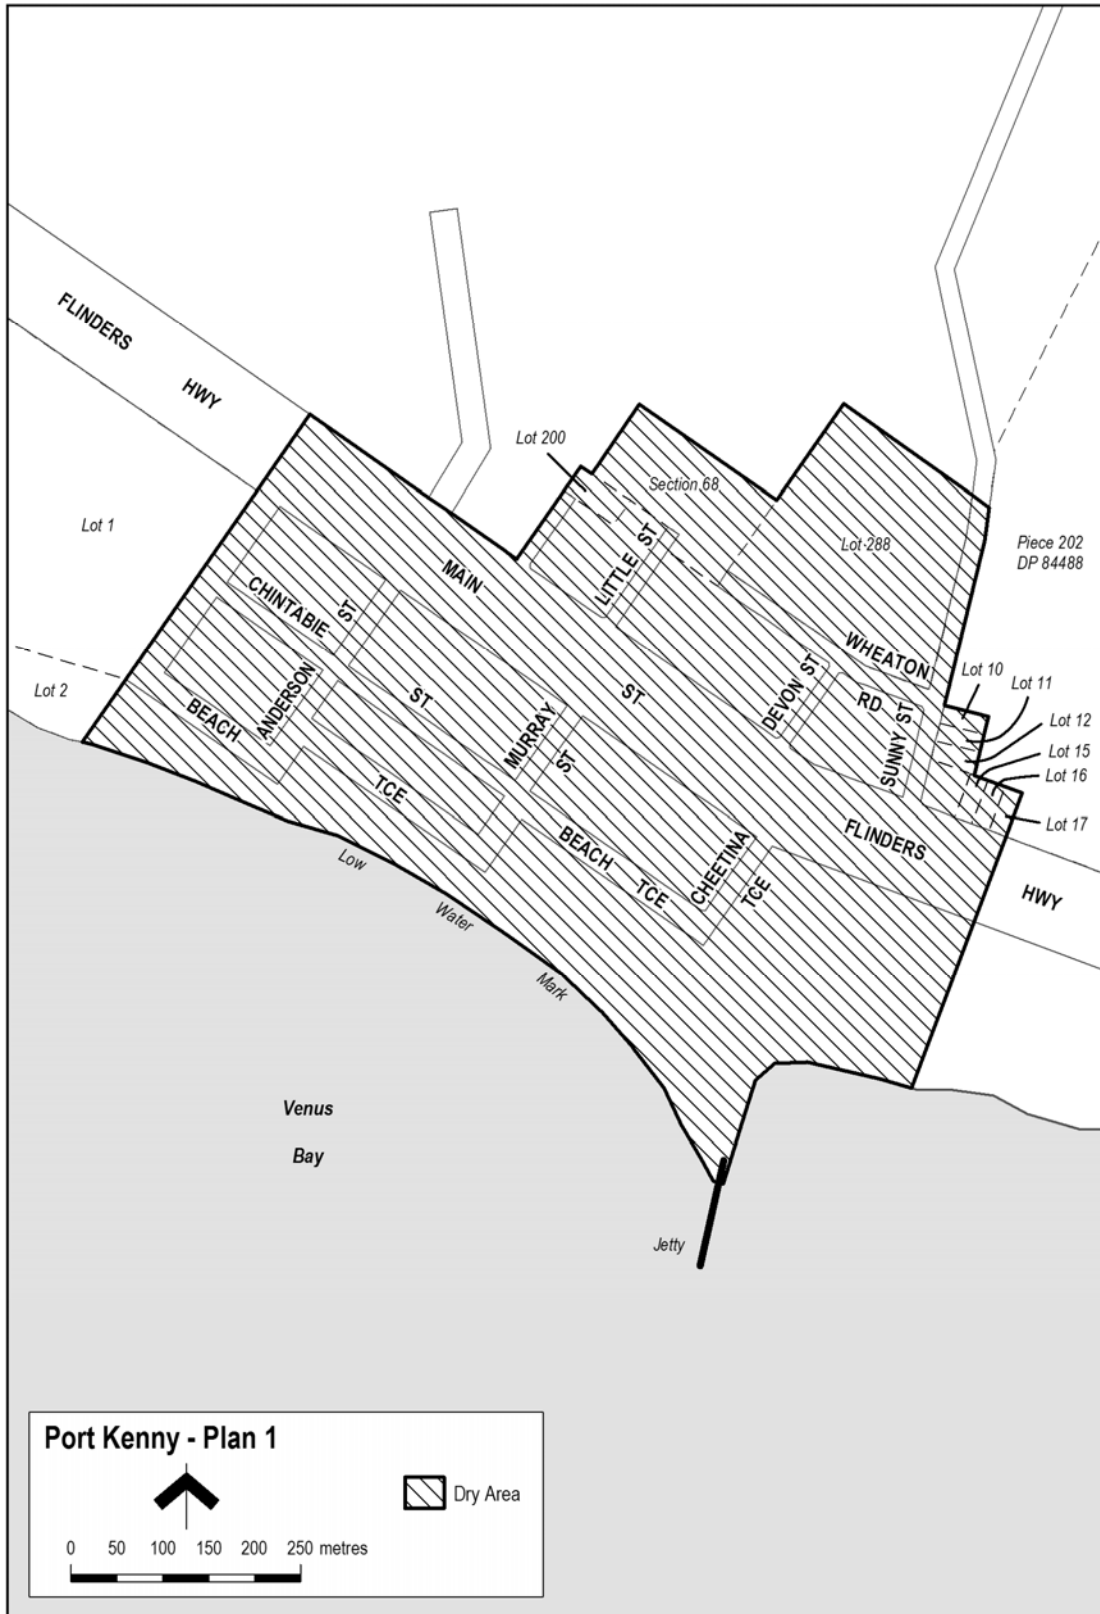 FLINDERS
HWY
Lot 200
Section 68
Lot 1
Lot 288
Piece 202
DP 84488
MAIN
LITTLE ST
CHINTABIE
ST
WHEATON
Lot 10
Lot 11
Lot 2
ANDERSON
ST
ST
DEVON ST
RD
SUNNY ST
Lot 12
BEACH
MURRAY
ST
Lot 15
Lot 16
TCE
Lot 17
FLINDERS
BEACH
Low
CHEETINA
TCE
TCE
HWY
Water
Mark
Venus
Bay
Jetty
Port Kenny - Plan 1
Dry Area
0 50 100 150 200 250 metres